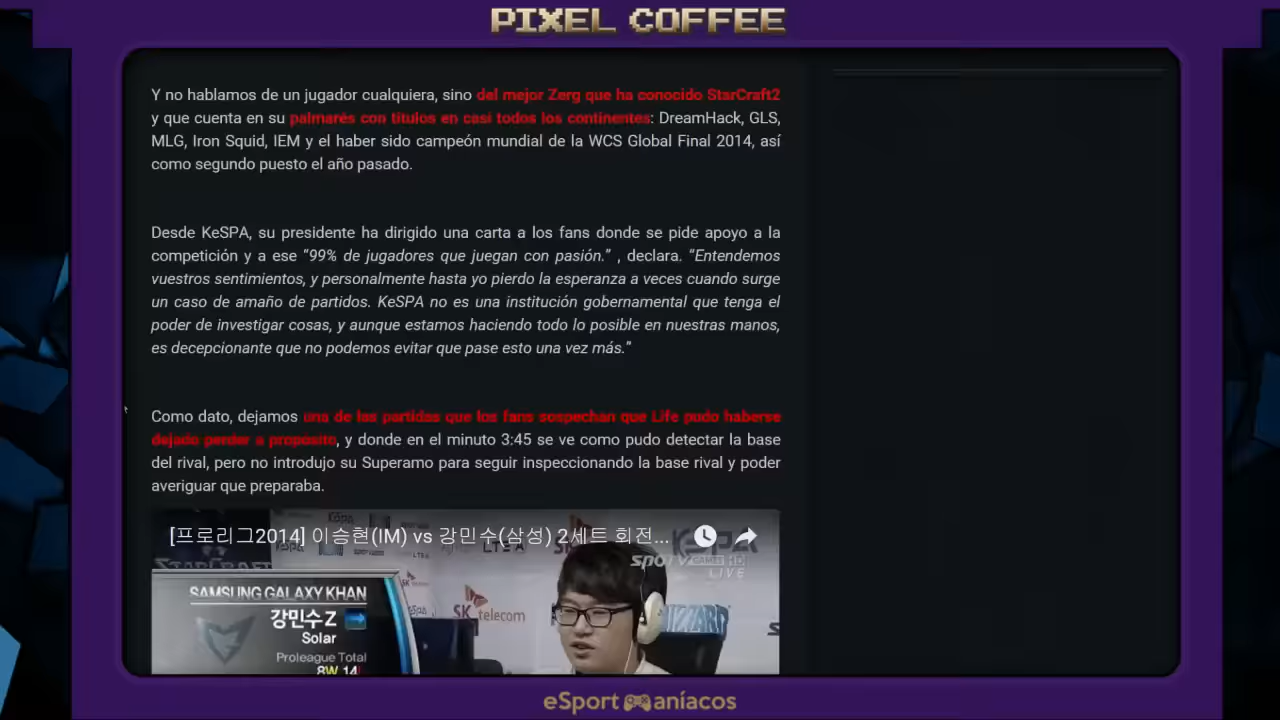 PIXEL COFFEE
Y no hablamos de un jugador cualquiera, sino del mejor Zerg que ha conocido StarCraft2
y que cuenta en su palmarés con títulos en casi todos los continentes: DreamHack, GLS,
MLG, Iron Squid, IEM y el haber sido campeón mundial de la WCS Global Final 2014, así
como segundo puesto el año pasado.
Desde KeSPA, su presidente ha dirigido una carta a los fans donde se pide apoyo a la
competición y a ese “99% de jugadores que juegan con pasión.” , declara. “Entendemos
vuestros sentimientos, y personalmente hasta yo pierdo la esperanza a veces cuando surge
un caso de amaño de partidos. KeSPA no es una institución gobernamental que tenga el
poder de investigar cosas, y aunque estamos haciendo todo lo posible en nuestras manos,
es decepcionante que no podemos evitar que pase esto una vez más.”
Como dato, dejamos una de las partidas que los fans sospechan que Life pudo haberse
dejado perder a propósito, y donde en el minuto 3:45 se ve como pudo detectar la base
del rival, pero no introdujo su Superamo para seguir inspeccionando la base rival y poder
averiguar que preparaba.
[프로리그2014] 이승현(IM) vs 강민수(삼성) 2세트 회전...
SPOTV GAMES HD
LIVE
STARCRAFT
SAMSUNG GALAXY KHAN
강민수Z
Solar
Proleague Total
8W 14
SK telecom
BLIZZARD
eSportmaníacos